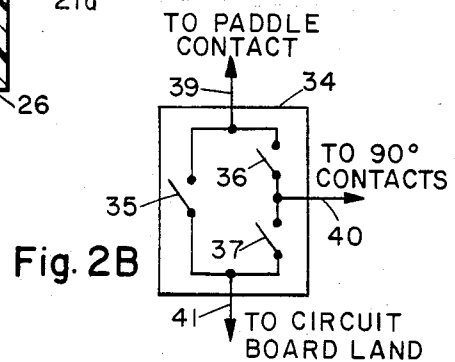 21a
26
TO PADDLE
CONTACT
39
34
36
TO 90°
CONTACTS
35
40
37
Fig. 2B
41
TO CIRCUIT
BOARD LAND